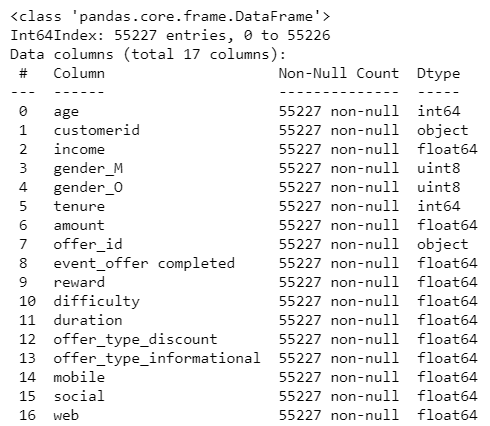 <class 'pandas.core.frame.DataFrame'>
Int64Index: 55227 entries, 0 to 55226
Data columns (total 17 columns):
 #   Column                   Non-Null Count  Dtype
---  ------                   --------------  -----
 0   age                      55227 non-null  int64
 1   customerid               55227 non-null  object
 2   income                   55227 non-null  float64
 3   gender_M                 55227 non-null  uint8
 4   gender_O                 55227 non-null  uint8
 5   tenure                   55227 non-null  int64
 6   amount                   55227 non-null  float64
 7   offer_id                 55227 non-null  object
 8   event_offer completed    55227 non-null  float64
 9   reward                   55227 non-null  float64
 10  difficulty               55227 non-null  float64
 11  duration                 55227 non-null  float64
 12  offer_type_discount      55227 non-null  float64
 13  offer_type_informational 55227 non-null  float64
 14  mobile                   55227 non-null  float64
 15  social                   55227 non-null  float64
 16  web                      55227 non-null  float64